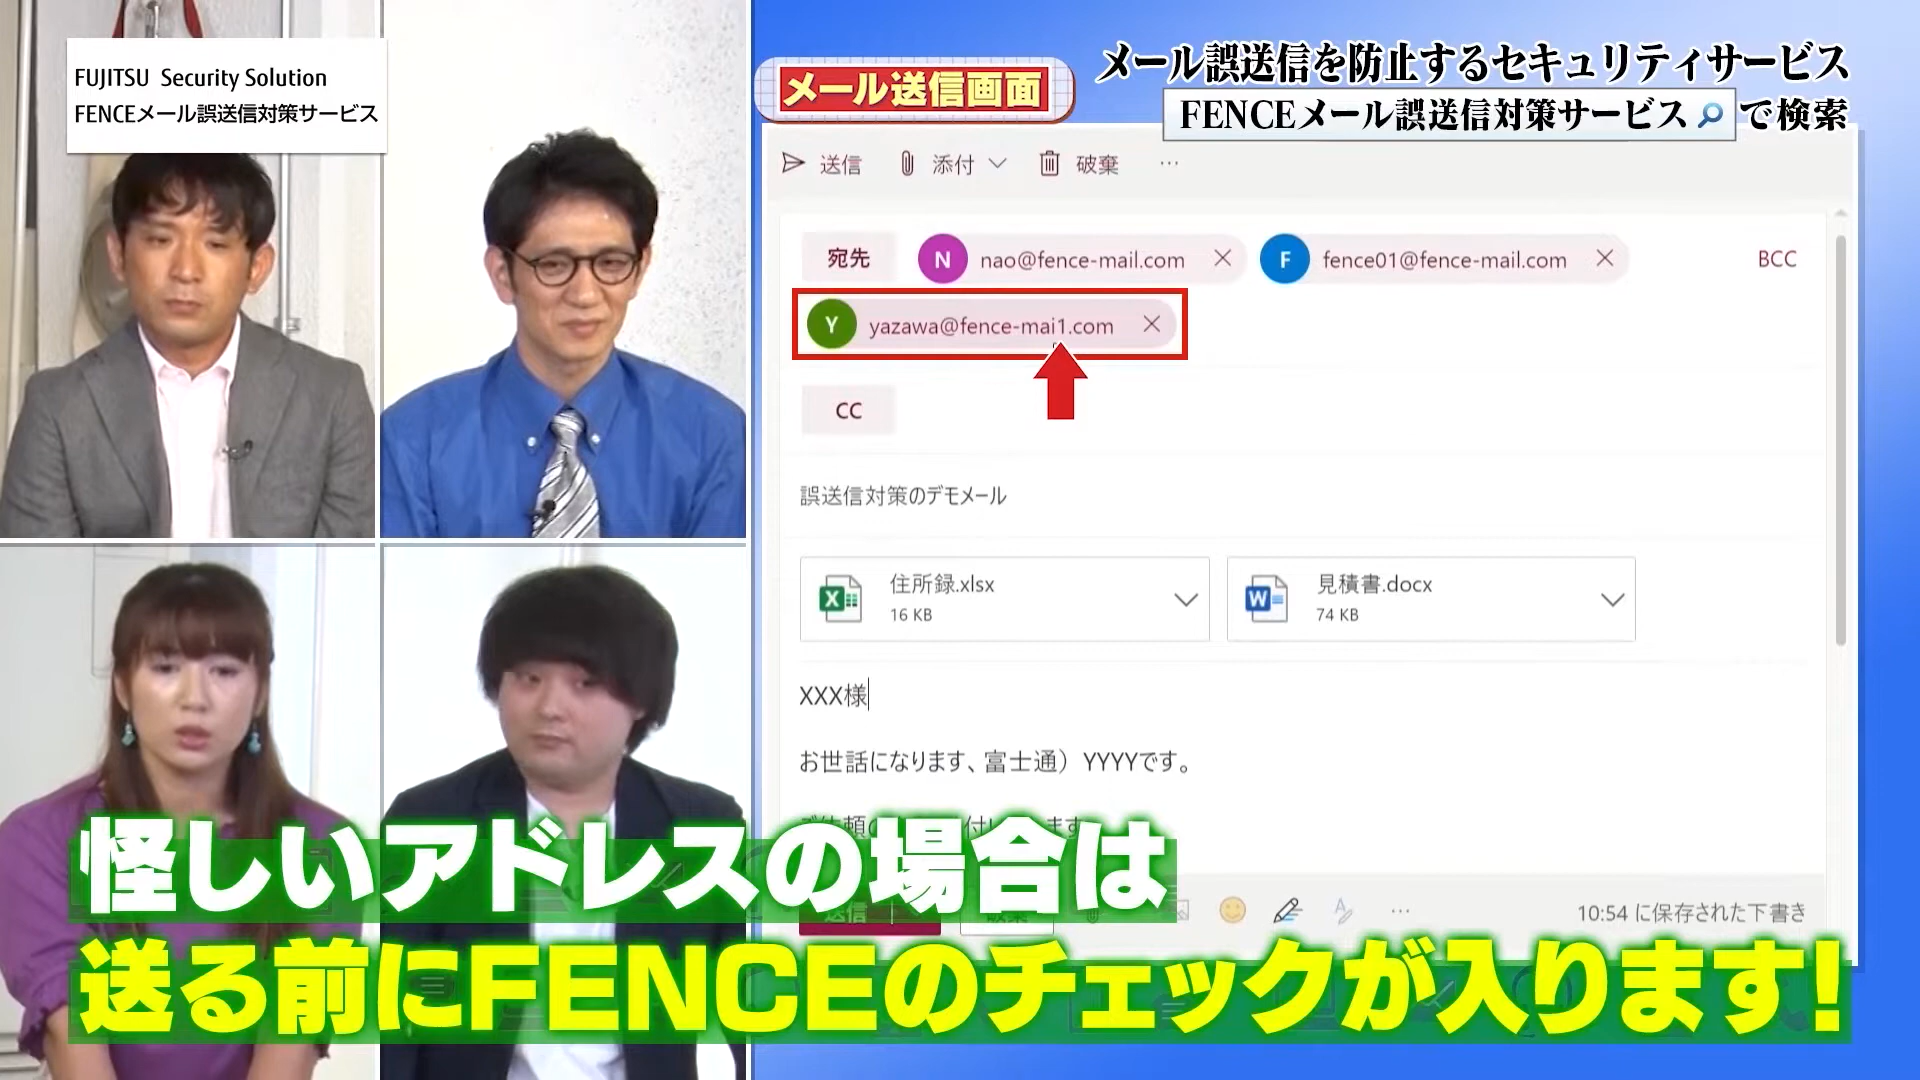 FUJITSU Security Solution
FENCEメール誤送信対策サービス
メール誤送信を防止するセキュリティサービス
FENCEメール誤送信対策サービス で検索
メール送信画面
送信 添付 破棄 …
宛先 N nao@fence-mail.com F fence01@fence-mail.com BCC
Y yazawa@fence-mai1.com
CC
誤送信対策のデモメール
住所録.xlsx
16 KB
見積書.docx
74 KB
XXX様
お世話になります、富士通）YYYYです。
10:54 に保存された下書き
怪しいアドレスの場合は
送る前にFENCEのチェックが入ります!